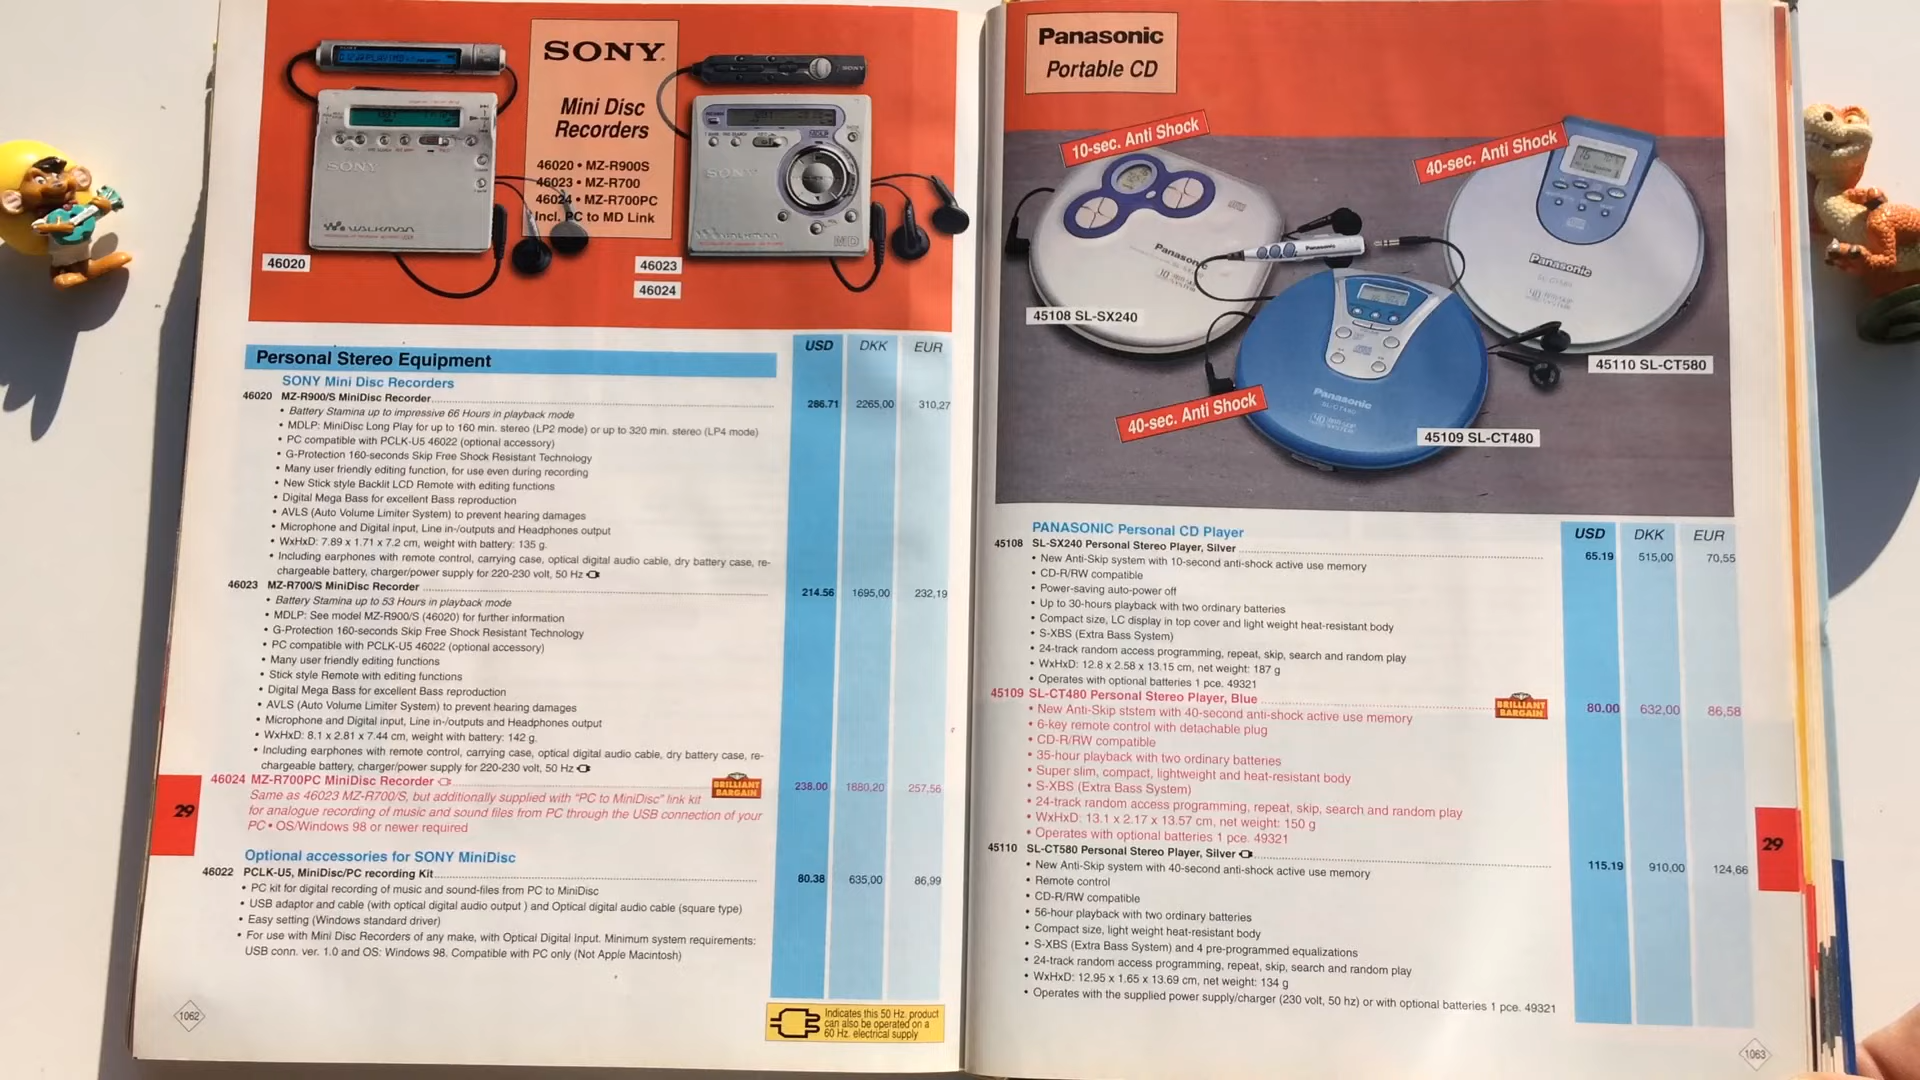 SONY
Mini Disc
Recorders
46020 • MZ-R900S
46023 • MZ-R700
46024 • MZ-R700PC
Incl. PC to MD Link
SONY
WALKMAN
SONY
SONY
WALKMAN
46020
46023
46024
USD DKK EUR
Personal Stereo Equipment
SONY Mini Disc Recorders
46020 MZ-R900/S MiniDisc Recorder 286.71 2265,00 310,27
• Battery Stamina up to impressive 66 Hours in playback mode
• MDLP: MiniDisc Long Play for up to 160 min. stereo (LP2 mode) or up to 320 min. stereo (LP4 mode)
• PC compatible with PCLK-U5 46022 (optional accessory)
• G-Protection 160-seconds Skip Free Shock Resistant Technology
• Many user friendly editing function, for use even during recording
• New Stick style Backlit LCD Remote with editing functions
• Digital Mega Bass for excellent Bass reproduction
• AVLS (Auto Volume Limiter System) to prevent hearing damages
• Microphone and Digital input, Line in-/outputs and Headphones output
• WxHxD: 7.89 x 1.71 x 7.2 cm, weight with battery: 135 g.
• Including earphones with remote control, carrying case, optical digital audio cable, dry battery case, re-
chargeable battery, charger/power supply for 220-230 volt, 50 Hz
46023 MZ-R700/S MiniDisc Recorder 214.56 1695,00 232,19
• Battery Stamina up to 53 Hours in playback mode
• MDLP: See model MZ-R900/S (46020) for further information
• G-Protection 160-seconds Skip Free Shock Resistant Technology
• PC compatible with PCLK-U5 46022 (optional accessory)
• Many user friendly editing functions
• Stick style Remote with editing functions
• Digital Mega Bass for excellent Bass reproduction
• AVLS (Auto Volume Limiter System) to prevent hearing damages
• Microphone and Digital input, Line in-/outputs and Headphones output
• WxHxD: 8.1 x 2.81 x 7.44 cm, weight with battery: 142 g.
• Including earphones with remote control, carrying case, optical digital audio cable, dry battery case, re-
chargeable battery, charger/power supply for 220-230 volt, 50 Hz
46024 MZ-R700PC MiniDisc Recorder BRILLIANT BARGAIN 238.00 1880,20 257,56
Same as 46023 MZ-R700/S, but additionally supplied with "PC to MiniDisc" link kit
for analogue recording of music and sound files from PC through the USB connection of your
PC • OS/Windows 98 or newer required
29
Optional accessories for SONY MiniDisc
46022 PCLK-U5, MiniDisc/PC recording Kit 80.38 635,00 86,99
• PC kit for digital recording of music and sound-files from PC to MiniDisc
• USB adaptor and cable (with optical digital audio output ) and Optical digital audio cable (square type)
• Easy setting (Windows standard driver)
• For use with Mini Disc Recorders of any make, with Optical Digital Input. Minimum system requirements:
USB conn. ver. 1.0 and OS: Windows 98. Compatible with PC only (Not Apple Macintosh)
1062
Indicates this 50 Hz. product
can also be operated on a
60 Hz. electrical supply
Panasonic
Portable CD
10-sec. Anti Shock
40-sec. Anti Shock
Panasonic
Panasonic
Panasonic
45108 SL-SX240
45110 SL-CT580
40-sec. Anti Shock
Panasonic
45109 SL-CT480
PANASONIC Personal CD Player USD DKK EUR
45108 SL-SX240 Personal Stereo Player, Silver 65.19 515,00 70,55
• New Anti-Skip system with 10-second anti-shock active use memory
• CD-R/RW compatible
• Power-saving auto-power off
• Up to 30-hours playback with two ordinary batteries
• Compact size, LC display in top cover and light weight heat-resistant body
• S-XBS (Extra Bass System)
• 24-track random access programming, repeat, skip, search and random play
• WxHxD: 12.8 x 2.58 x 13.15 cm, net weight: 187 g
• Operates with optional batteries 1 pce. 49321
45109 SL-CT480 Personal Stereo Player, Blue BRILLIANT BARGAIN 80.00 632,00 86,58
• New Anti-Skip ststem with 40-second anti-shock active use memory
• 6-key remote control with detachable plug
• CD-R/RW compatible
• 35-hour playback with two ordinary batteries
• Super slim, compact, lightweight and heat-resistant body
• S-XBS (Extra Bass System)
• 24-track random access programming, repeat, skip, search and random play
• WxHxD: 13.1 x 2.17 x 13.57 cm, net weight: 150 g
• Operates with optional batteries 1 pce. 49321
45110 SL-CT580 Personal Stereo Player, Silver 115.19 910,00 124,66
• New Anti-Skip system with 40-second anti-shock active use memory
• Remote control
• CD-R/RW compatible
• 56-hour playback with two ordinary batteries
• Compact size, light weight heat-resistant body
• S-XBS (Extra Bass System) and 4 pre-programmed equalizations
• 24-track random access programming, repeat, skip, search and random play
• WxHxD: 12.95 x 1.65 x 13.69 cm, net weight: 134 g
• Operates with the supplied power supply/charger (230 volt, 50 hz) or with optional batteries 1 pce. 49321
29
1063